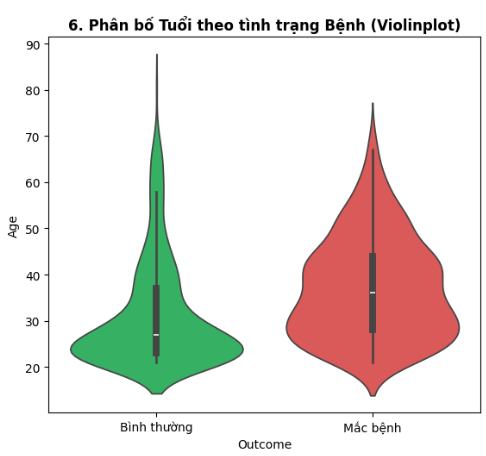 6. Phân bố Tuổi theo tình trạng Bệnh (Violinplot)
90
80
70
60
50
40
30
20
Age
Bình thường
Mắc bệnh
Outcome